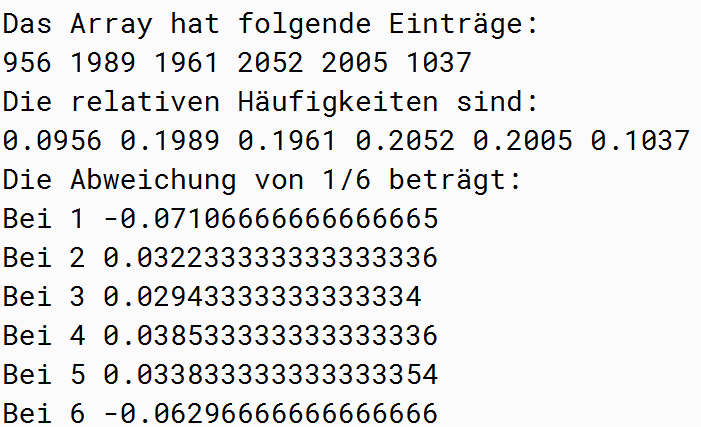 Das Array hat folgende Einträge:
956 1989 1961 2052 2005 1037
Die relativen Häufigkeiten sind:
0.0956 0.1989 0.1961 0.2052 0.2005 0.1037
Die Abweichung von 1/6 beträgt:
Bei 1 -0.07106666666666665
Bei 2 0.032233333333333336
Bei 3 0.02943333333333334
Bei 4 0.038533333333333336
Bei 5 0.033833333333333354
Bei 6 -0.06296666666666666